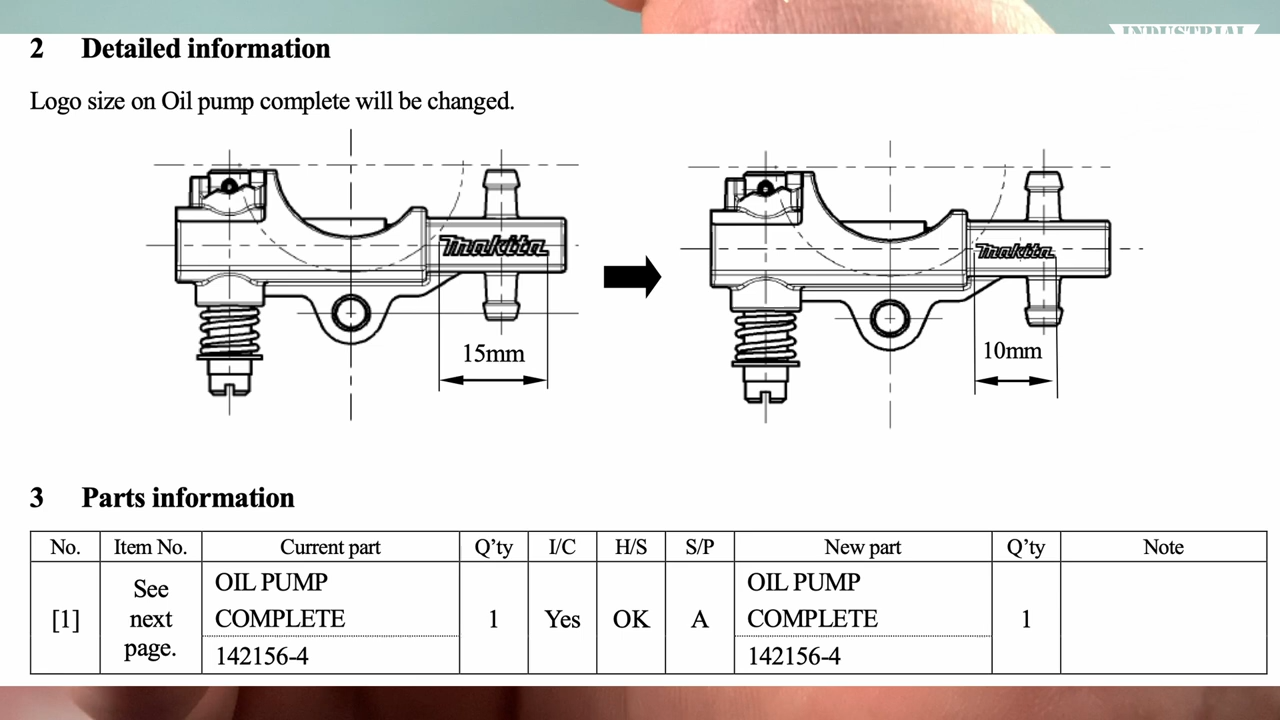 INDUSTRIAL
2 Detailed information
Logo size on Oil pump complete will be changed.
makita
makita
15mm
10mm
3 Parts information
No. Item No. Current part Q'ty I/C H/S S/P New part Q'ty Note
[1] See next page. OIL PUMP COMPLETE 142156-4 1 Yes OK A OIL PUMP COMPLETE 142156-4 1